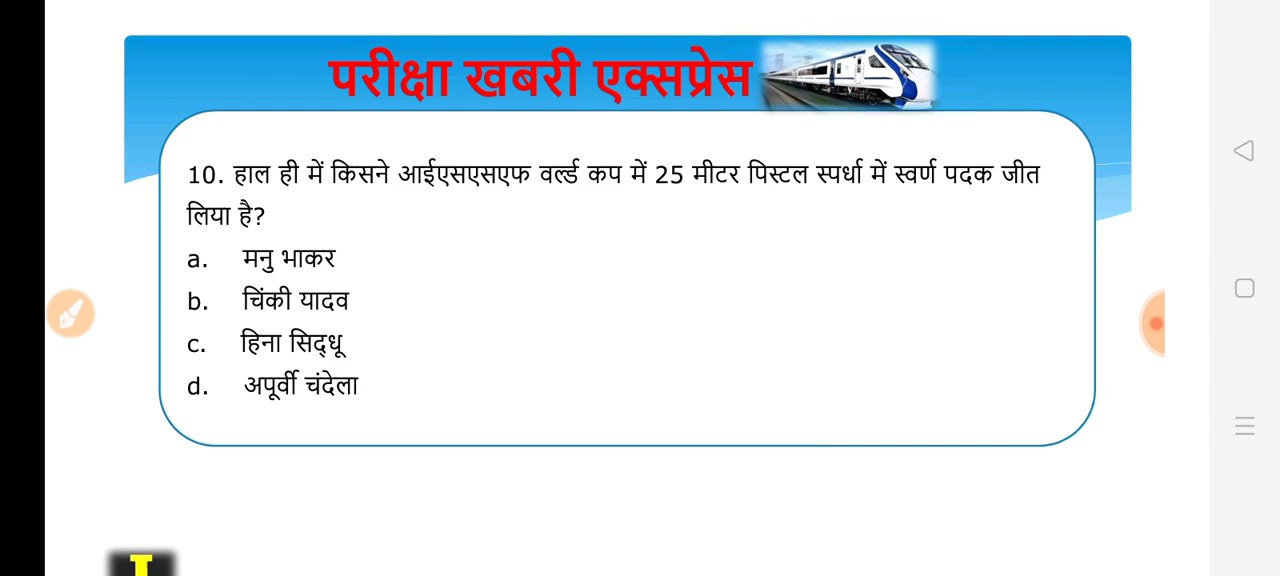 परीक्षा खबरी एक्सप्रेस
10. हाल ही में किसने आईएसएसएफ वर्ल्ड कप में 25 मीटर पिस्टल स्पर्धा में स्वर्ण पदक जीत
लिया है?
a. मनु भाकर
b. चिंकी यादव
c. हिना सिद्धू
d. अपूर्वी चंदेला